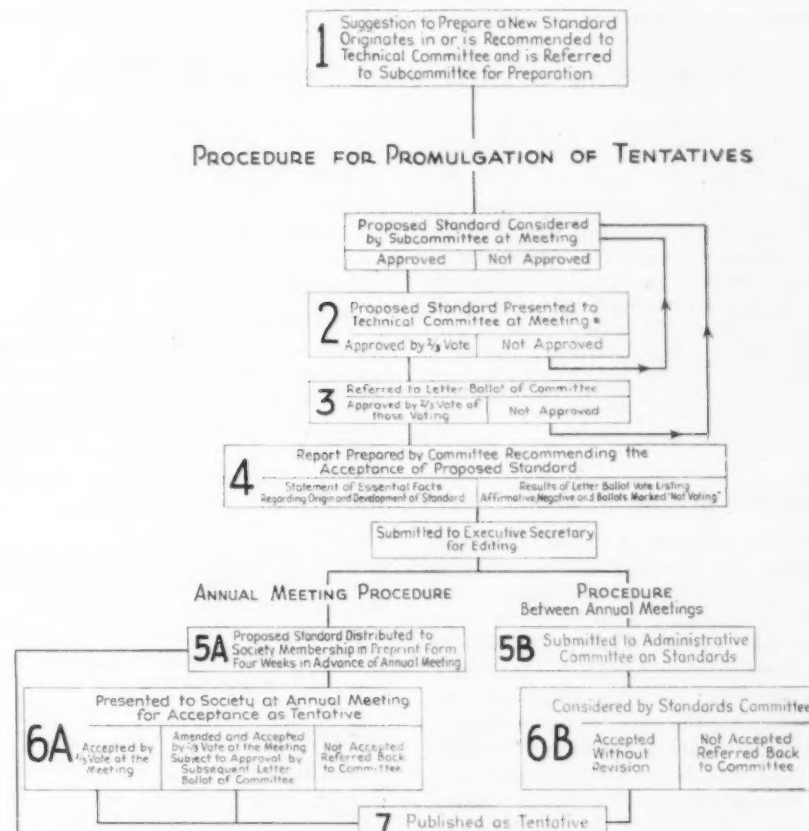 1
Suggestion to Prepare a New Standard
Originates in or is Recommended to
Technical Committee and is Referred
to Subcommittee for Preparation
PROCEDURE FOR PROMULGATION OF TENTATIVES
Proposed Standard Considered
by Subcommittee at Meeting
Approved
Not Approved
2
Proposed Standard Presented to
Technical Committee at Meeting
Approved by 2/3 Vote
Not Approved
3
Referred to Letter Ballot of Committee
Approved by 2/3 Vote of
those Voting
Not Approved
4
Report Prepared by Committee Recommending the
Acceptance of Proposed Standard
Statement of Essential Facts
Regarding Origin and Development of Standard
Results of Letter Ballot Vote Listing
Affirmative, Negative and Ballots Marked "Not Voting"
Submitted to Executive Secretary
for Editing
ANNUAL MEETING PROCEDURE
PROCEDURE
Between Annual Meetings
5A
Proposed Standard Distributed to
Society Membership in Preprint Form
Four Weeks in Advance of Annual Meeting
5B
Submitted to Administrative
Committee on Standards
6A
Presented to Society at Annual Meeting
for Acceptance as Tentative
Accepted by
2/3 Vote at the
Meeting
Amended and Accepted
by 2/3 Vote at the Meeting
Subject to Approval by
Subsequent Letter
Ballot of Committee
Not Accepted
Referred Back
to Committee
6B
Considered by Standards Committee
Accepted
Without
Revision
Not Accepted
Referred Back
to Committee
7
Published as Tentative